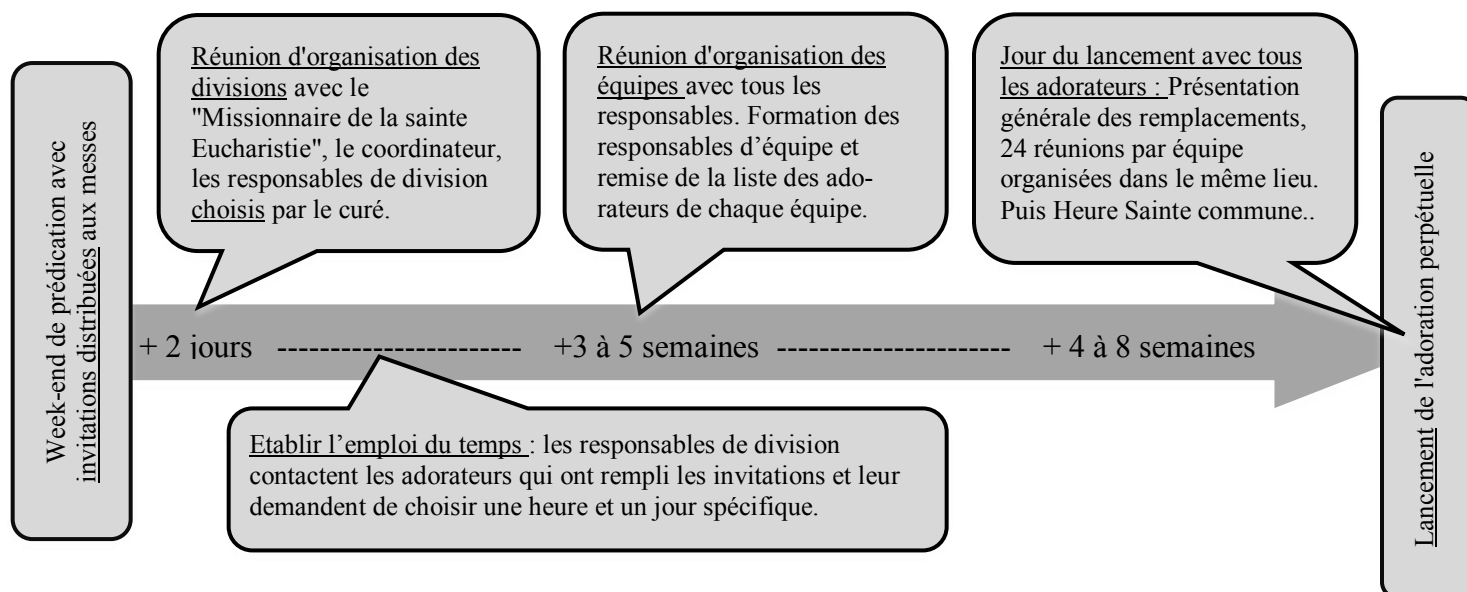 Week-end de prédication avec
invitations distribuées aux messes
Réunion d'organisation des
divisions avec le
"Missionnaire de la sainte
Eucharistie", le coordinateur,
les responsables de division
choisis par le curé.
Réunion d'organisation des
équipes avec tous les
responsables. Formation des
responsables d’équipe et
remise de la liste des ado-
rateurs de chaque équipe.
Jour du lancement avec tous
les adorateurs : Présentation
générale des remplacements,
24 réunions par équipe
organisées dans le même lieu.
Puis Heure Sainte commune..
+ 2 jours ----------------------- +3 à 5 semaines ---------------------- + 4 à 8 semaines
Etablir l’emploi du temps : les responsables de division
contactent les adorateurs qui ont rempli les invitations et leur
demandent de choisir une heure et un jour spécifique.
Lancement de l'adoration perpétuelle